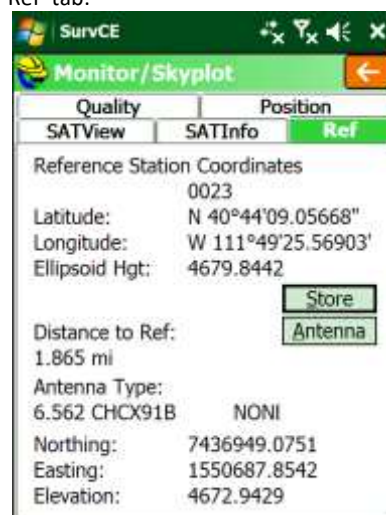 Ref tab:
SurvCE
Monitor/Skyplot
Quality Position
SATView SATInfo Ref
Reference Station Coordinates
0023
Latitude: N 40°44'09.05668"
Longitude: W 111°49'25.56903'
Ellipsoid Hgt: 4679.8442
Store
Distance to Ref: Antenna
1.865 mi
Antenna Type:
6.562 CHCX91B NONI
Northing: 7436949.0751
Easting: 1550687.8542
Elevation: 4672.9429